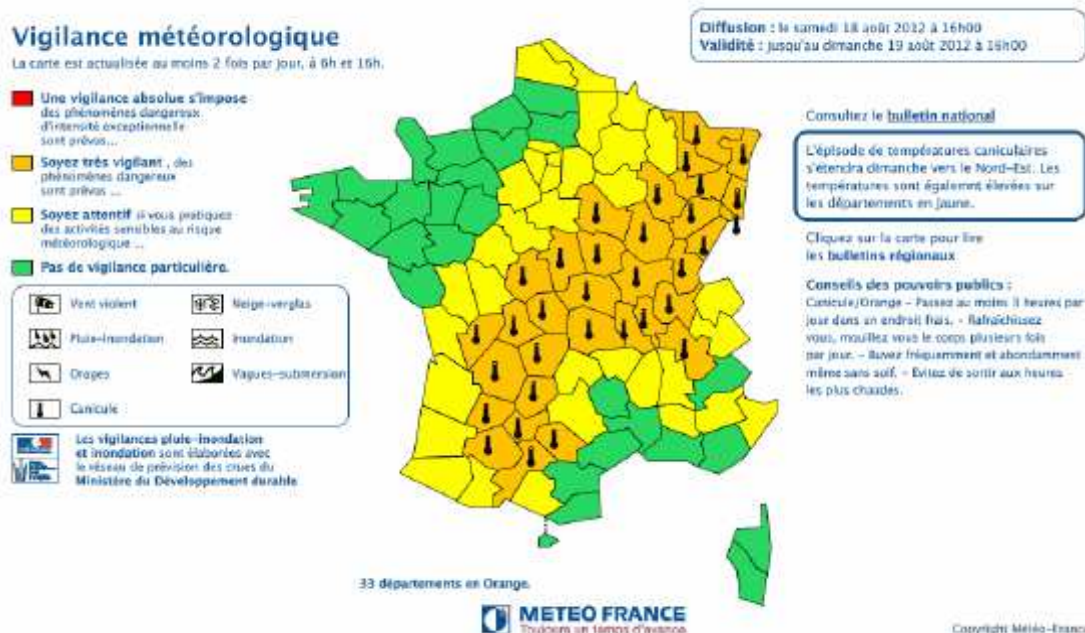 Vigilance météorologique
La carte est actualisée au moins 2 fois par jour, à 6h et 16h.
Une vigilance absolue s'impose
des phénomènes dangereux
d'intensité exceptionnelle
sont prévus...
Soyez très vigilant, des
phénomènes dangereux
sont prévus ...
Soyez attentif si vous pratiquez
des activités sensibles au risque
météorologique ...
Pas de vigilance particulière.
Vent violent
Neige-verglas
Pluie-inondation
Inondation
Orages
Vagues-submersion
Canicule
Les vigilances pluie-inondation
et inondation sont élaborées avec
le réseau de prévision des crues du
Ministère du Développement durable
Diffusion : le samedi 18 août 2012 à 16h00
Validité : jusqu'au dimanche 19 août 2012 à 16h00
Consultez le bulletin national
L'épisode de températures caniculaires
s'étendra dimanche vers le Nord-Est. Les
températures sont également élevées sur
les départements en jaune.
Cliquez sur la carte pour lire
les bulletins régionaux
Conseils des pouvoirs publics :
Canicule/Orange - Passez au moins 3 heures par
jour dans un endroit frais. - Rafraîchissez
vous, mouillez vous le corps plusieurs fois
par jour. - Buvez fréquemment et abondamment
même sans soif. - Evitez de sortir aux heures
les plus chaudes.
33 départements en Orange.
METEO FRANCE
Toujours un temps d'avance
Copyright Météo-France